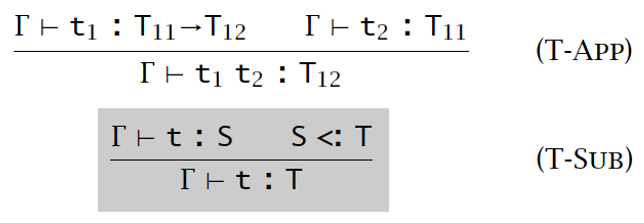 Γ ⊢ t₁ : T₁₁→T₁₂ Γ ⊢ t₂ : T₁₁
Γ ⊢ t₁ t₂ : T₁₂
(T-APP)
Γ ⊢ t : S S <: T
Γ ⊢ t : T
(T-SUB)